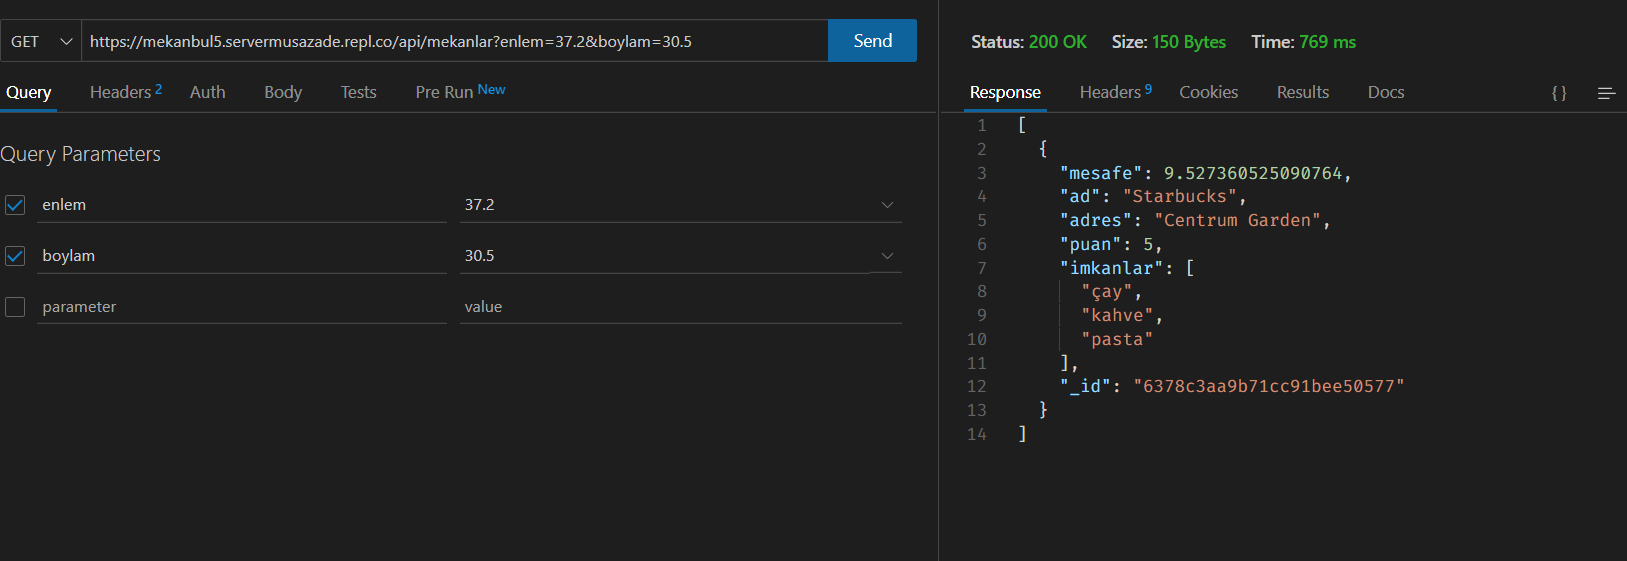 GET https://mekanbul5.servermusazade.repl.co/api/mekanlar?enlem=37.2&boylam=30.5 Send
Query Headers 2 Auth Body Tests Pre Run New
Query Parameters
enlem 37.2
boylam 30.5
parameter value
Status: 200 OK Size: 150 Bytes Time: 769 ms
Response Headers 9 Cookies Results Docs {}
1 [
2 {
3 "mesafe": 9.527360525090764,
4 "ad": "Starbucks",
5 "adres": "Centrum Garden",
6 "puan": 5,
7 "imkanlar": [
8 "çay",
9 "kahve",
10 "pasta"
11 ],
12 "_id": "6378c3aa9b71cc91bee50577"
13 }
14 ]